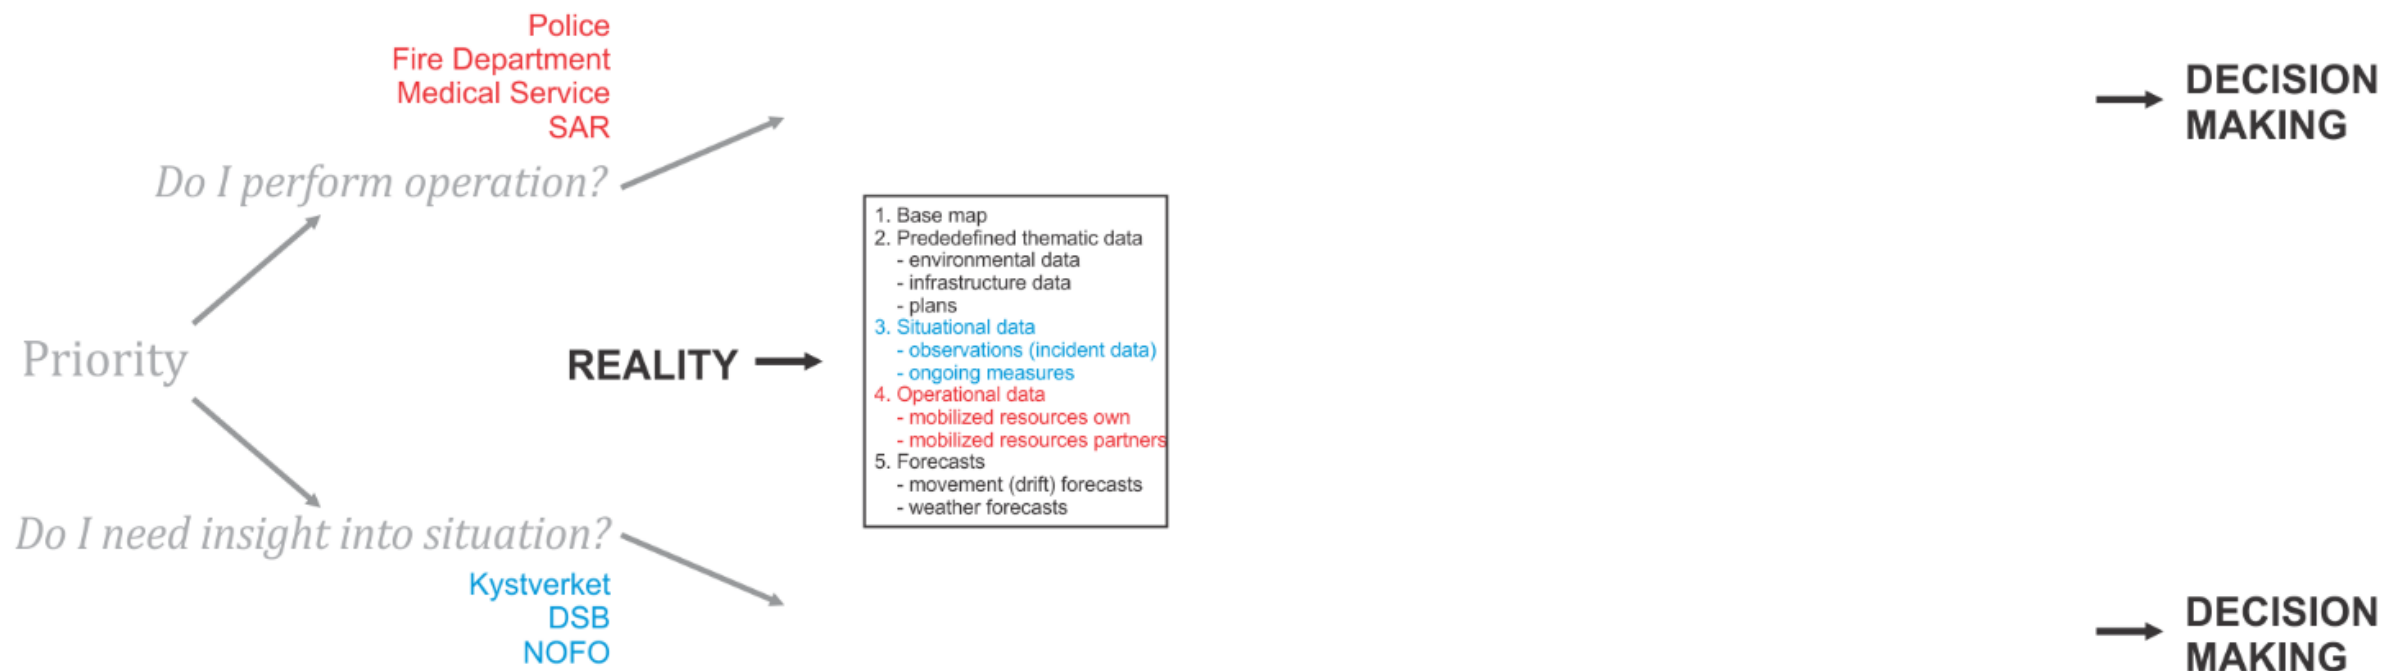 Police
Fire Department
Medical Service
SAR
Do I perform operation?
DECISION
MAKING
Priority
REALITY
1. Base map
2. Prededefined thematic data
- environmental data
- infrastructure data
- plans
3. Situational data
- observations (incident data)
- ongoing measures
4. Operational data
- mobilized resources own
- mobilized resources partners
5. Forecasts
- movement (drift) forecasts
- weather forecasts
Do I need insight into situation?
Kystverket
DSB
NOFO
DECISION
MAKING